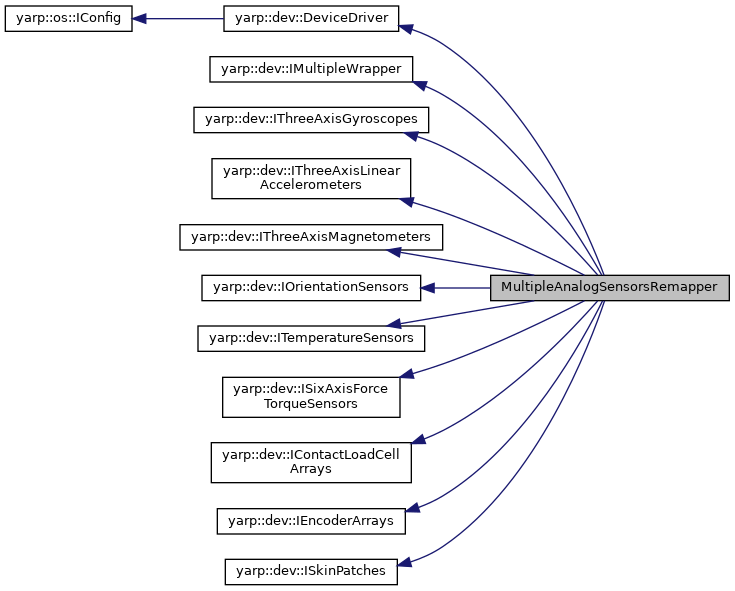 yarp::os::IConfig
yarp::dev::DeviceDriver
yarp::dev::IMultipleWrapper
yarp::dev::IThreeAxisGyroscopes
yarp::dev::IThreeAxisLinear
Accelerometers
yarp::dev::IThreeAxisMagnetometers
yarp::dev::IOrientationSensors
MultipleAnalogSensorsRemapper
yarp::dev::ITemperatureSensors
yarp::dev::ISixAxisForce
TorqueSensors
yarp::dev::IContactLoadCell
Arrays
yarp::dev::IEncoderArrays
yarp::dev::ISkinPatches